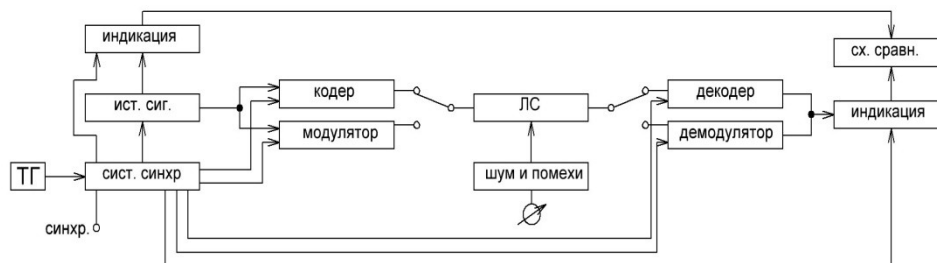 индикация
сх. сравн.
ист. сиг.
кодер
ЛС
декодер
индикация
модулятор
демодулятор
ТГ
сист. синхр
шум и помехи
синхр.